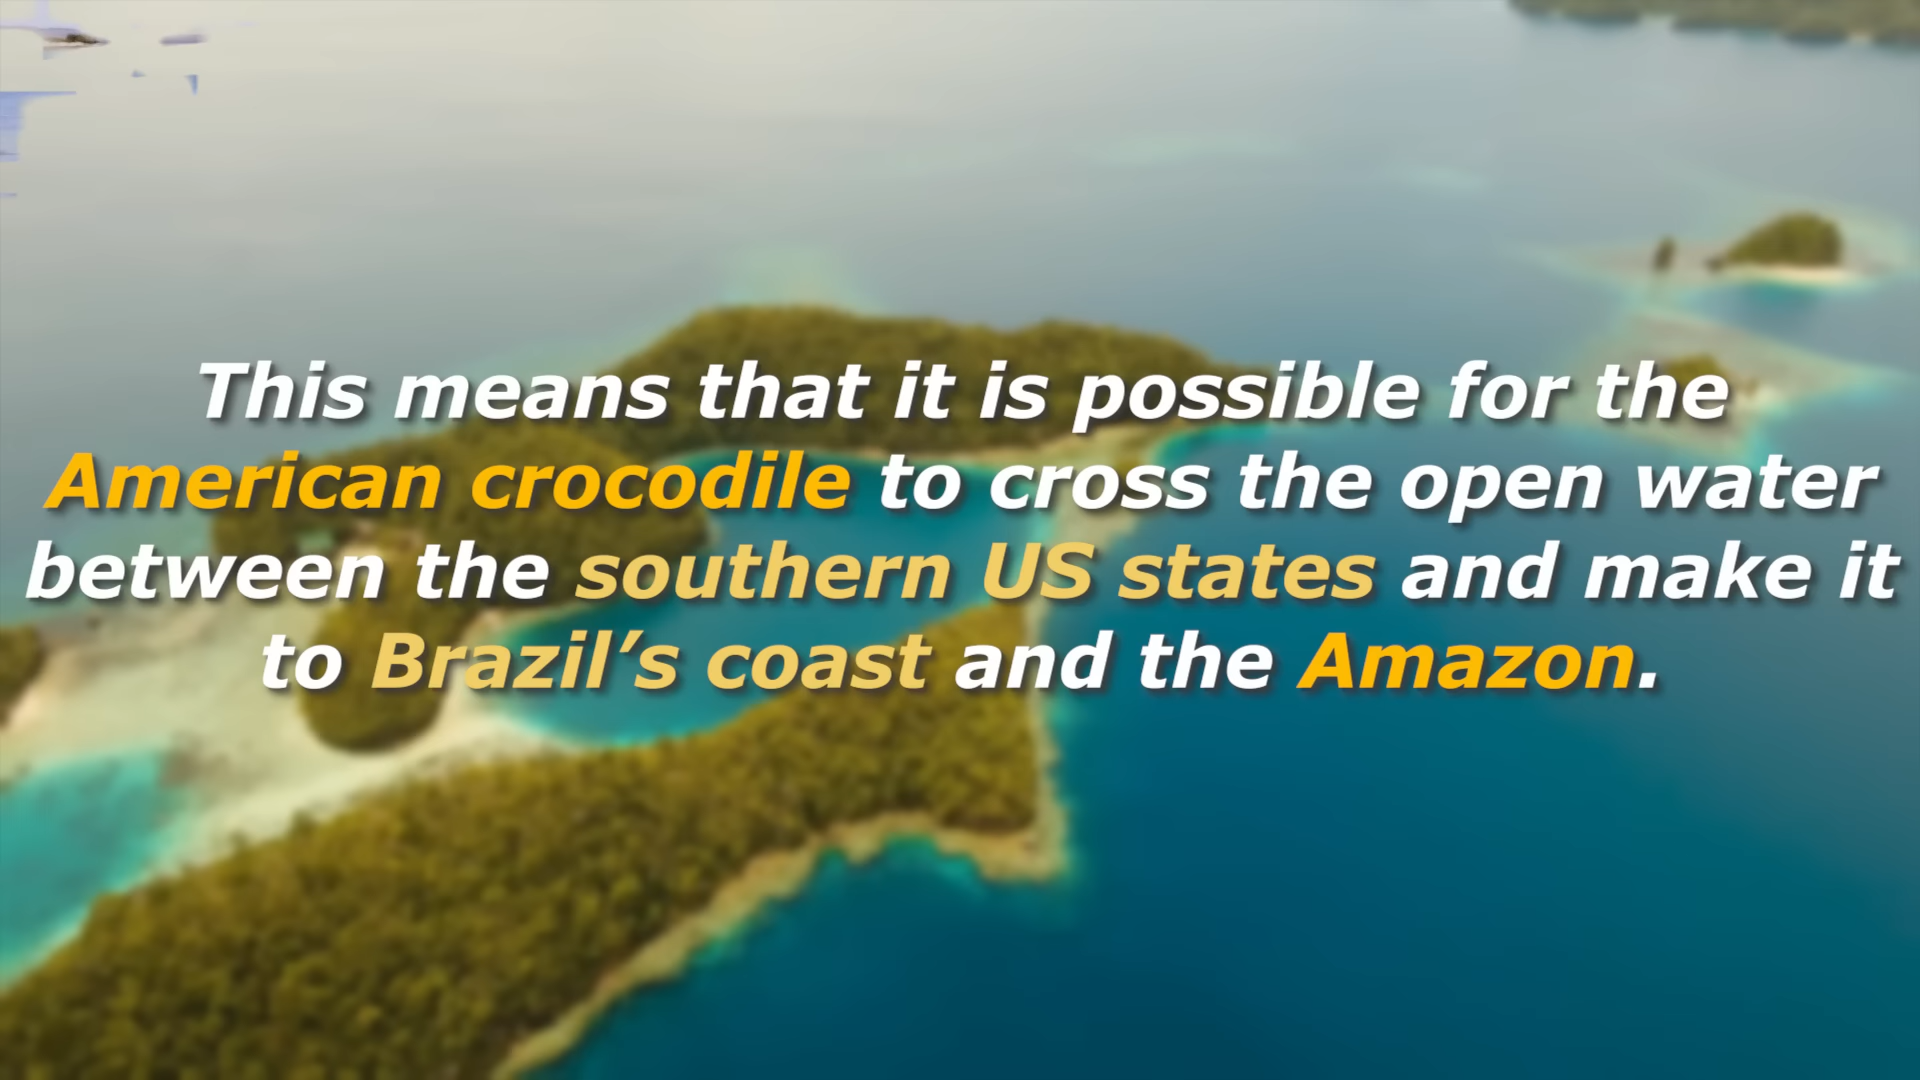 This means that it is possible for the
American crocodile to cross the open water
between the southern US states and make it
to Brazil’s coast and the Amazon.